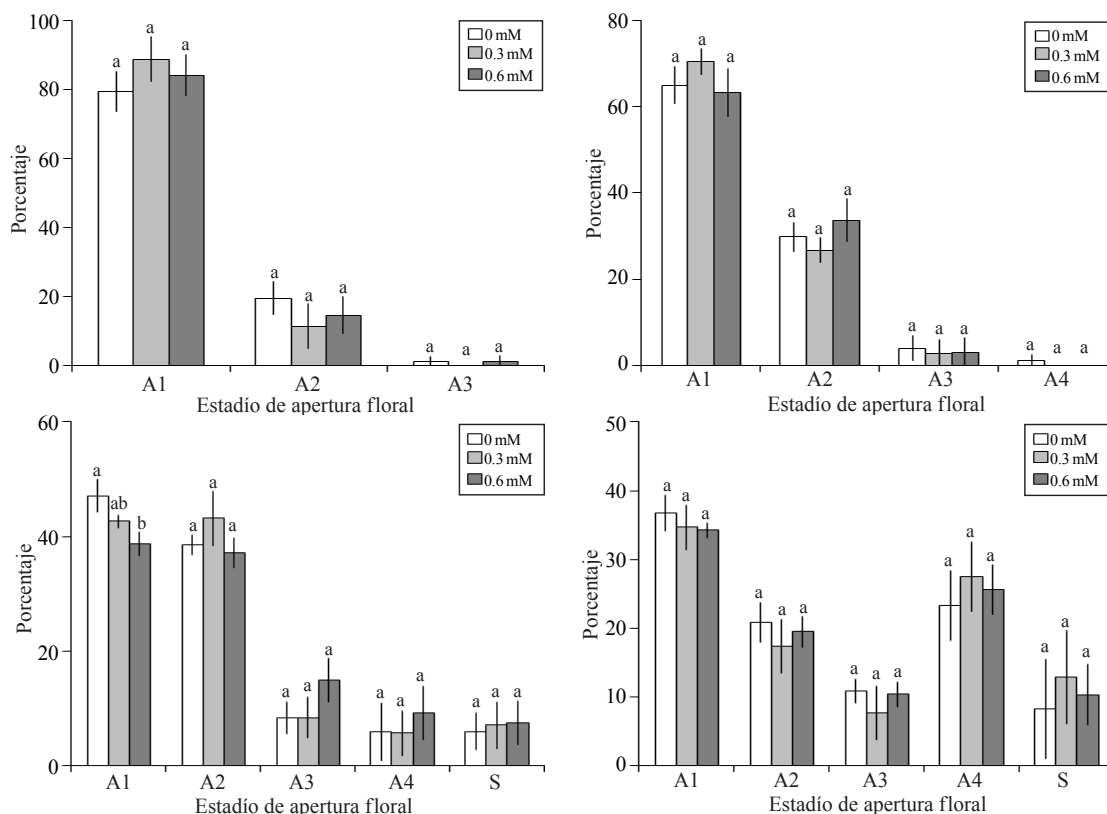 100
80
60
40
20
0
Porcentaje
a a a
a a a
a a a
0 mM
0.3 mM
0.6 mM
A1 A2 A3
Estadío de apertura floral
80
60
40
20
0
Porcentaje
a a a
a a a
a a a
a a a
0 mM
0.3 mM
0.6 mM
A1 A2 A3 A4
Estadío de apertura floral
60
40
20
0
Porcentaje
a ab b
a a a
a a a
a a a
a a a
0 mM
0.3 mM
0.6 mM
A1 A2 A3 A4 S
Estadío de apertura floral
50
40
30
20
10
0
Porcentaje
a a a
a a a
a a a
a a a
a a a
0 mM
0.3 mM
0.6 mM
A1 A2 A3 A4 S
Estadío de apertura floral